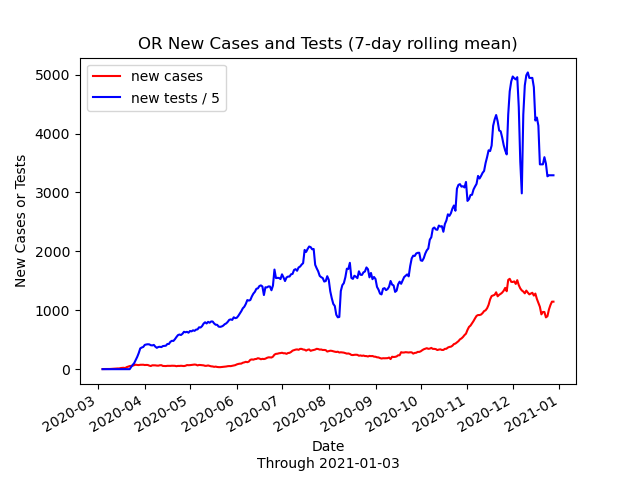 OR New Cases and Tests (7-day rolling mean)
new cases
new tests / 5
New Cases or Tests
5000
4000
3000
2000
1000
0
2020-03
2020-04
2020-05
2020-06
2020-07
2020-08
2020-09
2020-10
2020-11
2020-12
2021-01
Date
Through 2021-01-03